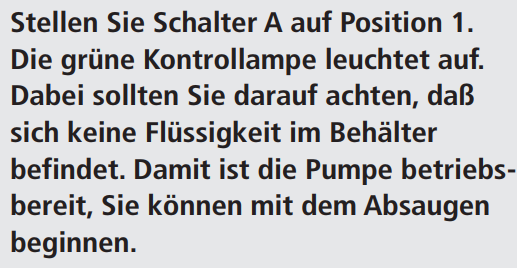 Stellen Sie Schalter A auf Position 1.
Die grüne Kontrollampe leuchtet auf.
Dabei sollten Sie darauf achten, daß
sich keine Flüssigkeit im Behälter
befindet. Damit ist die Pumpe betriebs-
bereit, Sie können mit dem Absaugen
beginnen.